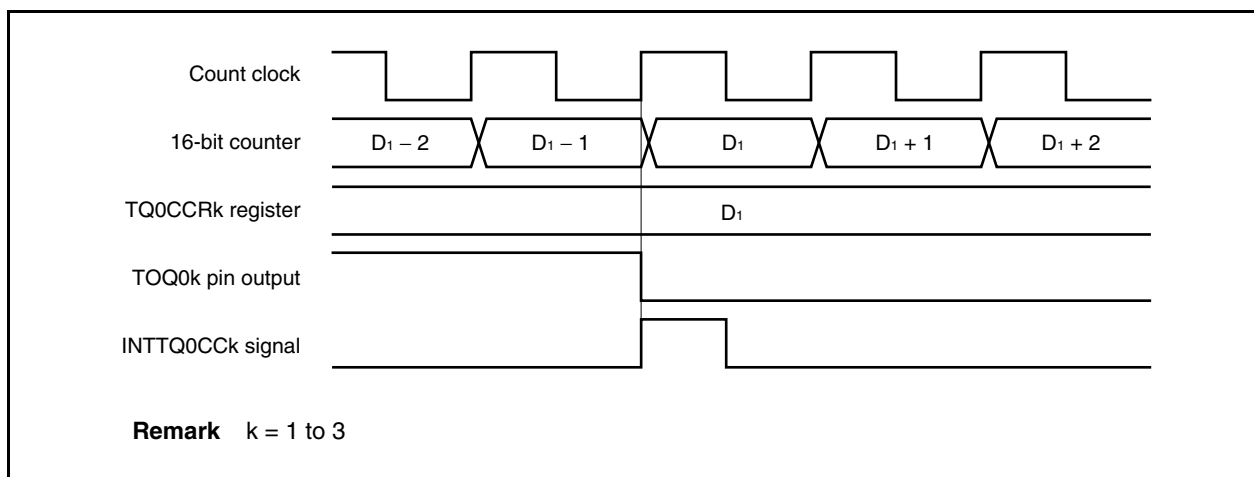 Count clock
16-bit counter D1 − 2 D1 − 1 D1 D1 + 1 D1 + 2
TQ0CCRk register D1
TOQ0k pin output
INTTQ0CCk signal
Remark k = 1 to 3